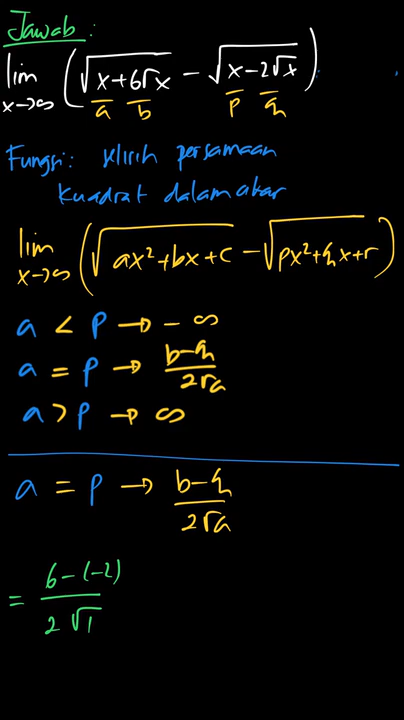 Jawab :
lim x→∞ (√(x+6√x) − √(x−2√x))
a b p q
Fungsi: slirih persamaan
kuadrat dalam akar
lim x→∞ (√(ax²+bx+c) − √(px²+qx+r))
a < p → − ∞
a = p → (b−q)/(2√a)
a > p → ∞
a = p → (b−q)/(2√a)
= (6−(−2))/(2√1)